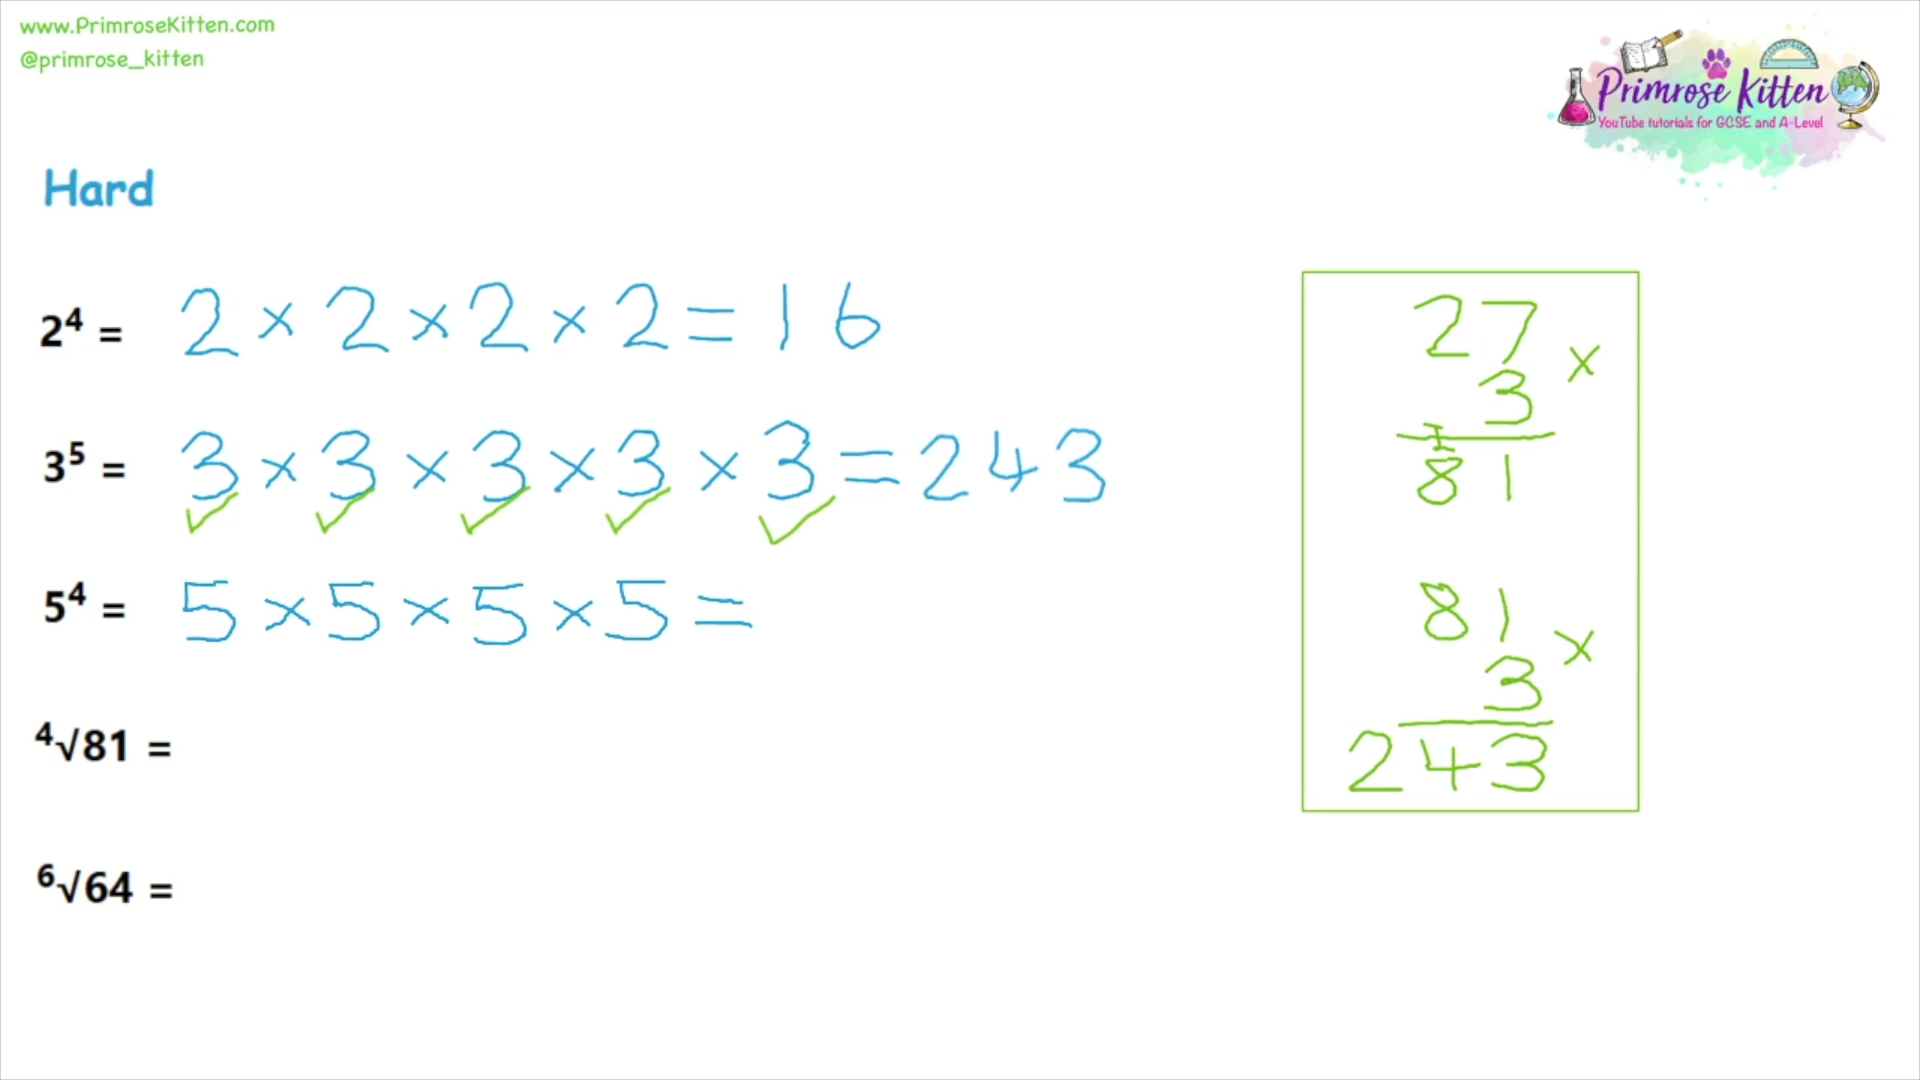 www.PrimroseKitten.com
@primrose_kitten
Primrose Kitten
YouTube tutorials for GCSE and A-Level
Hard
2⁴ = 2 × 2 × 2 × 2 = 16
3⁵ = 3 × 3 × 3 × 3 × 3 = 243
5⁴ = 5 × 5 × 5 × 5 =
⁴√81 =
⁶√64 =
27
3 ×
81
81
3 ×
243